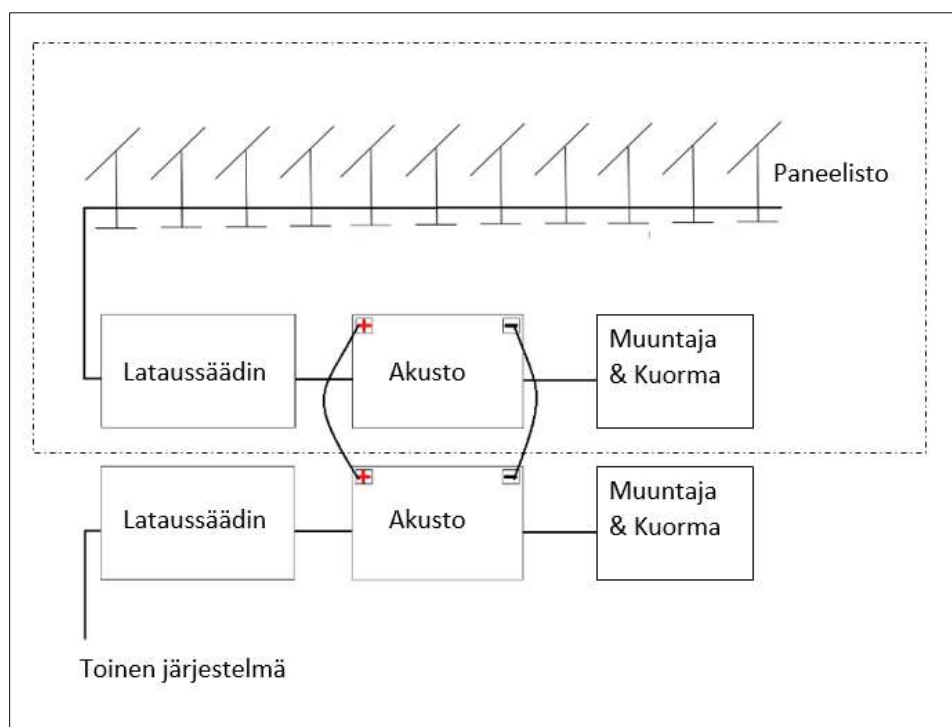 Paneelisto
Lataussäädin
+
Akusto
-
Muuntaja
& Kuorma
Lataussäädin
+
Akusto
-
Muuntaja
& Kuorma
Toinen järjestelmä